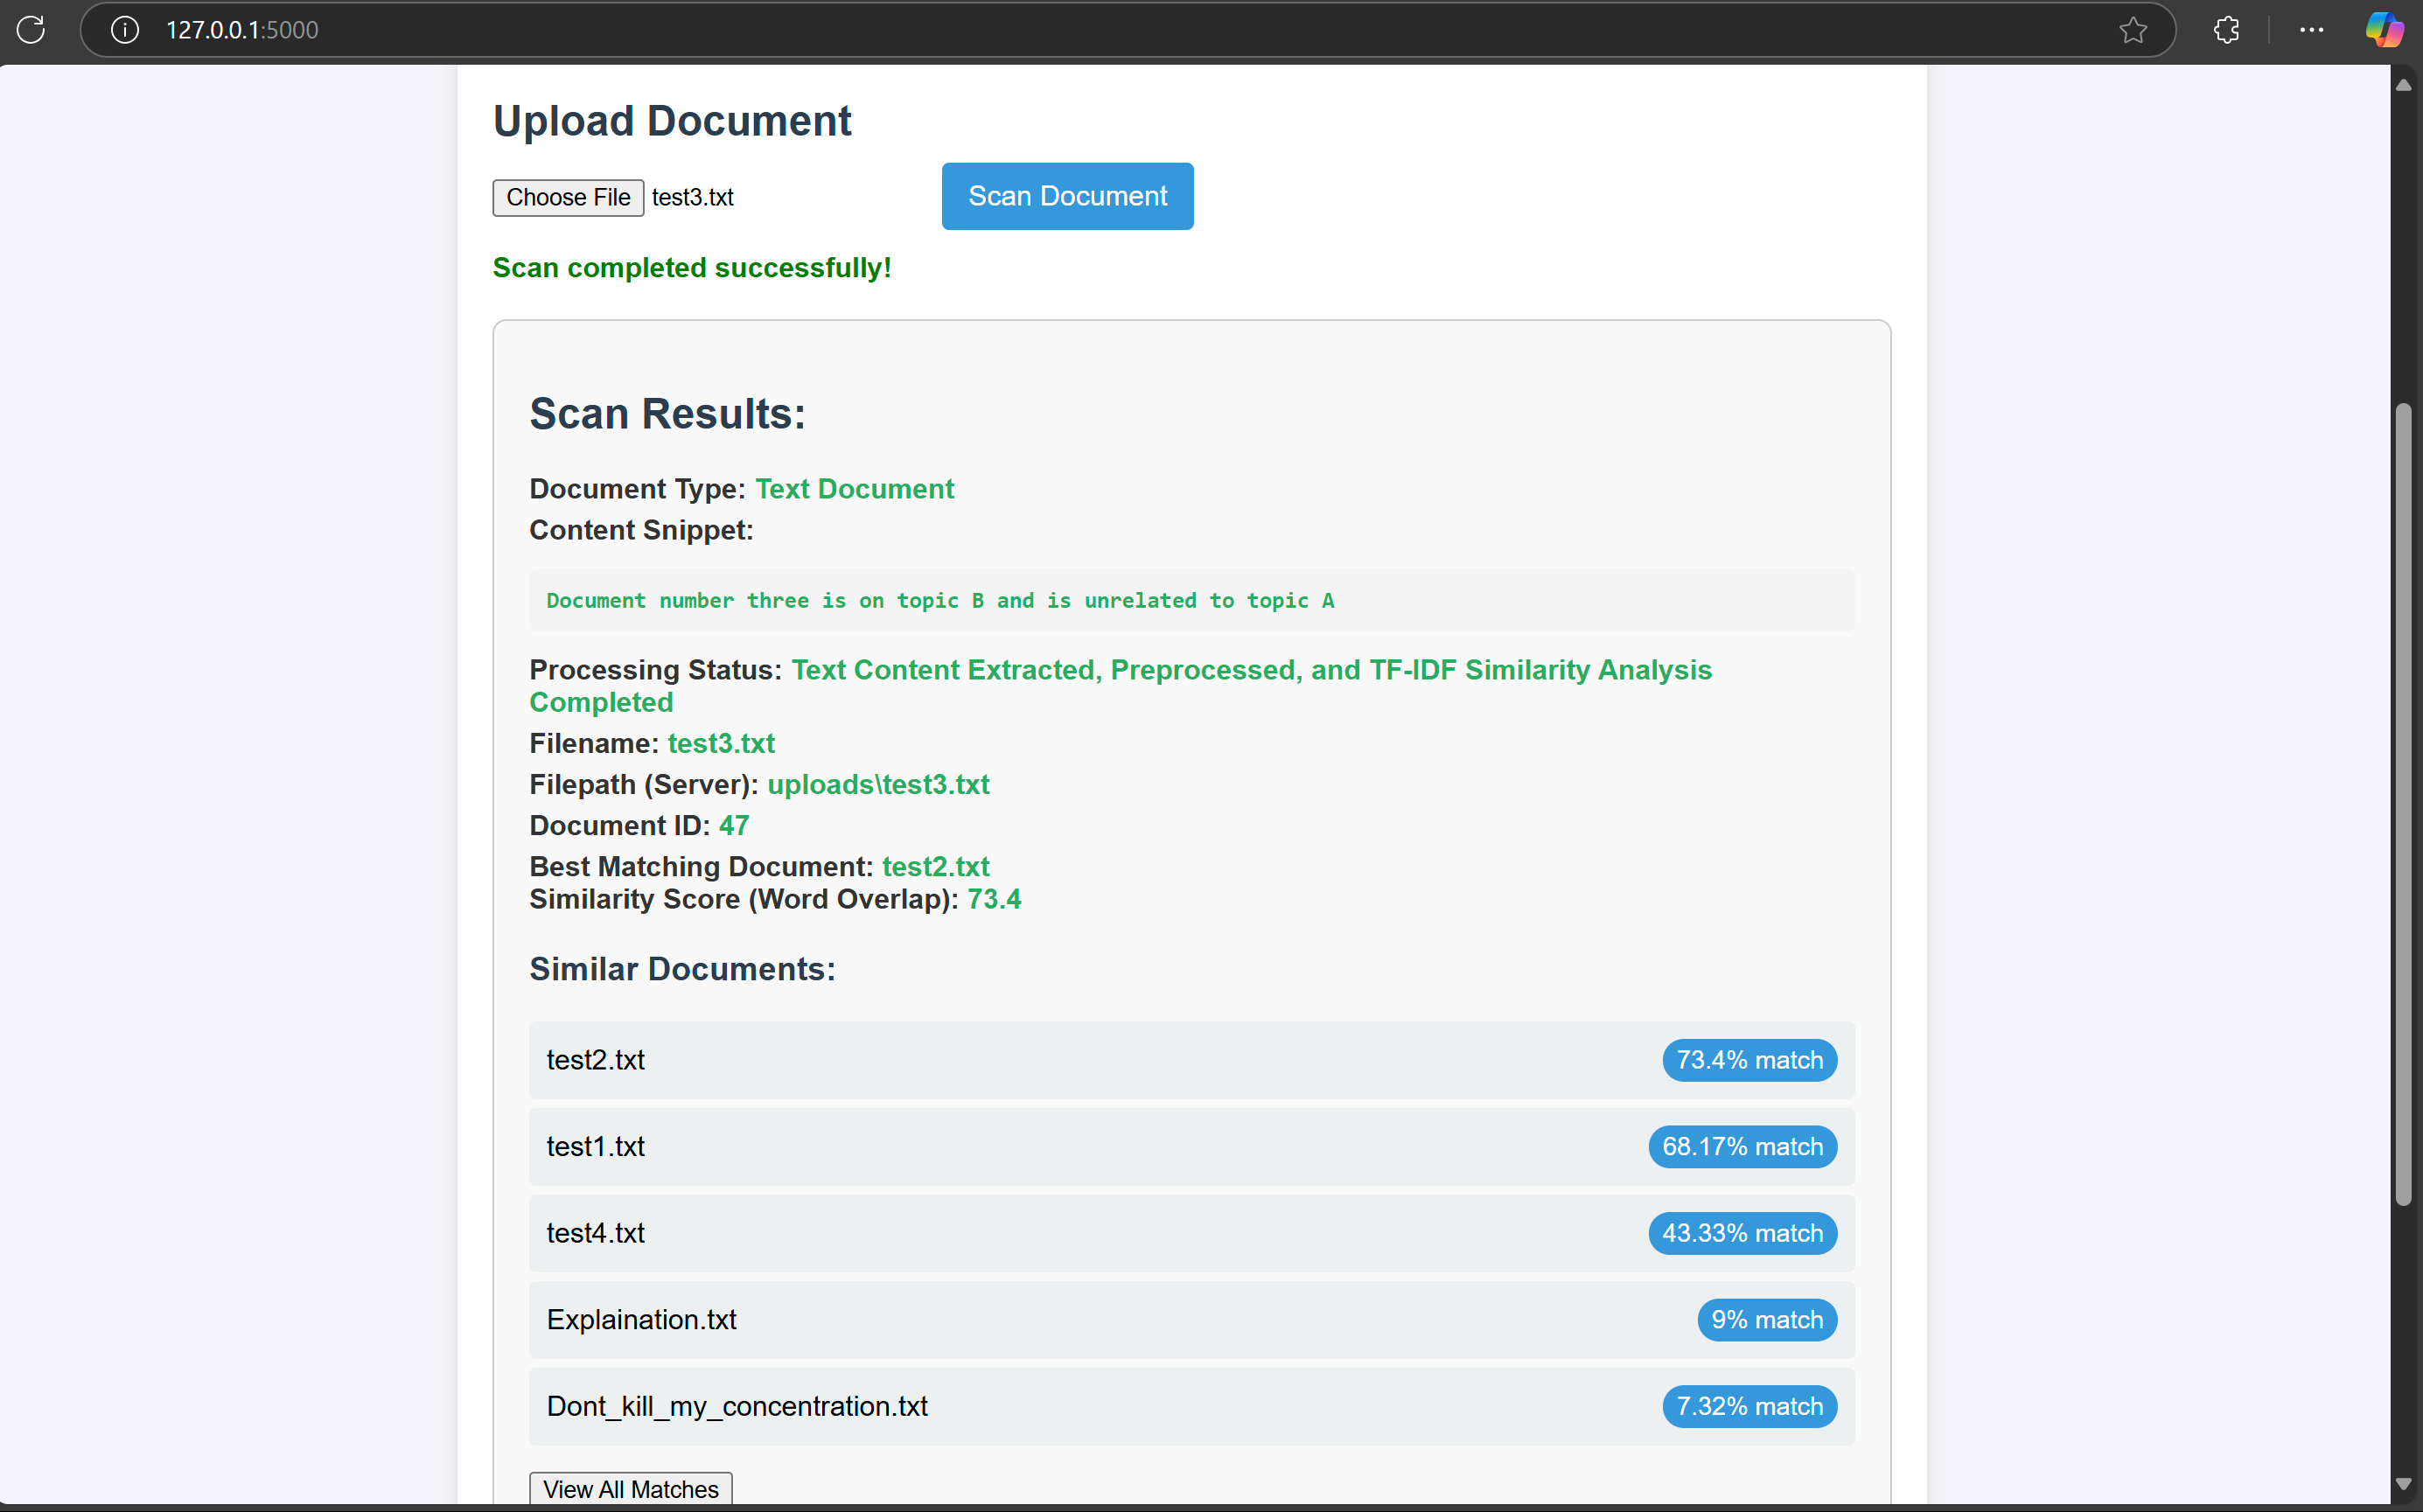 127.0.0.1:5000
Upload Document
Choose File test3.txt Scan Document
Scan completed successfully!
Scan Results:
Document Type: Text Document
Content Snippet:
Document number three is on topic B and is unrelated to topic A
Processing Status: Text Content Extracted, Preprocessed, and TF-IDF Similarity Analysis
Completed
Filename: test3.txt
Filepath (Server): uploads\test3.txt
Document ID: 47
Best Matching Document: test2.txt
Similarity Score (Word Overlap): 73.4
Similar Documents:
test2.txt 73.4% match
test1.txt 68.17% match
test4.txt 43.33% match
Explaination.txt 9% match
Dont_kill_my_concentration.txt 7.32% match
View All Matches